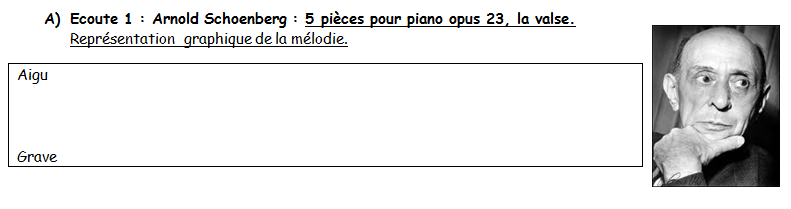 A) Ecoute 1 : Arnold Schoenberg : 5 pièces pour piano opus 23, la valse.
Représentation graphique de la mélodie.
Aigu
Grave